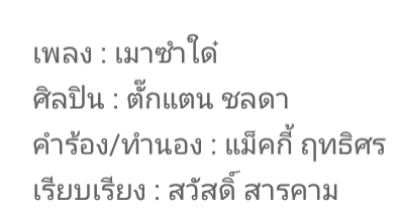 เพลง : เมาซำใด๋
ศิลปิน : ตั๊กแตน ชลดา
คำร้อง/ทำนอง : แม็คกี้ ฤทธิศร
เรียบเรียง : สวัสดิ์ สารคาม